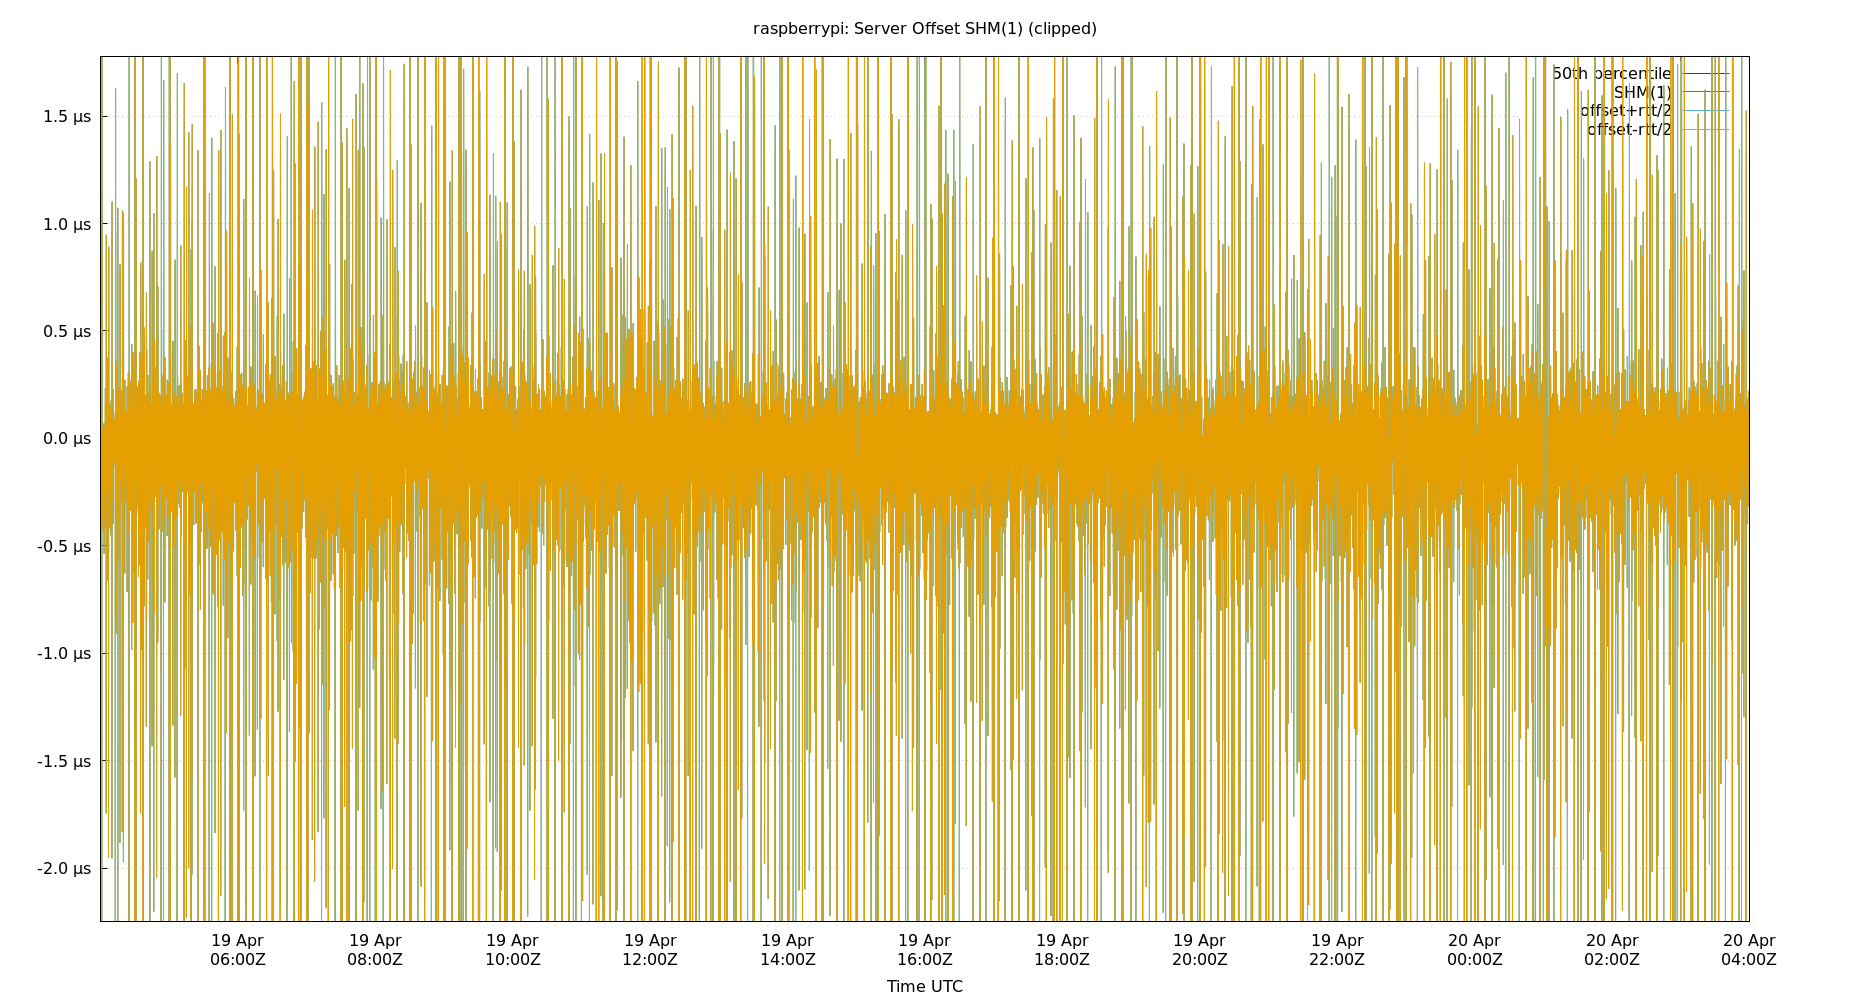 raspberrypi: Server Offset SHM(1) (clipped)
50th percentile
SHM(1)
offset+rtt/2
offset-rtt/2
1.5 µs
1.0 µs
0.5 µs
0.0 µs
-0.5 µs
-1.0 µs
-1.5 µs
-2.0 µs
19 Apr 19 Apr 19 Apr 19 Apr 19 Apr 19 Apr 19 Apr 19 Apr 19 Apr 20 Apr 20 Apr 20 Apr
06:00Z 08:00Z 10:00Z 12:00Z 14:00Z 16:00Z 18:00Z 20:00Z 22:00Z 00:00Z 02:00Z 04:00Z
Time UTC